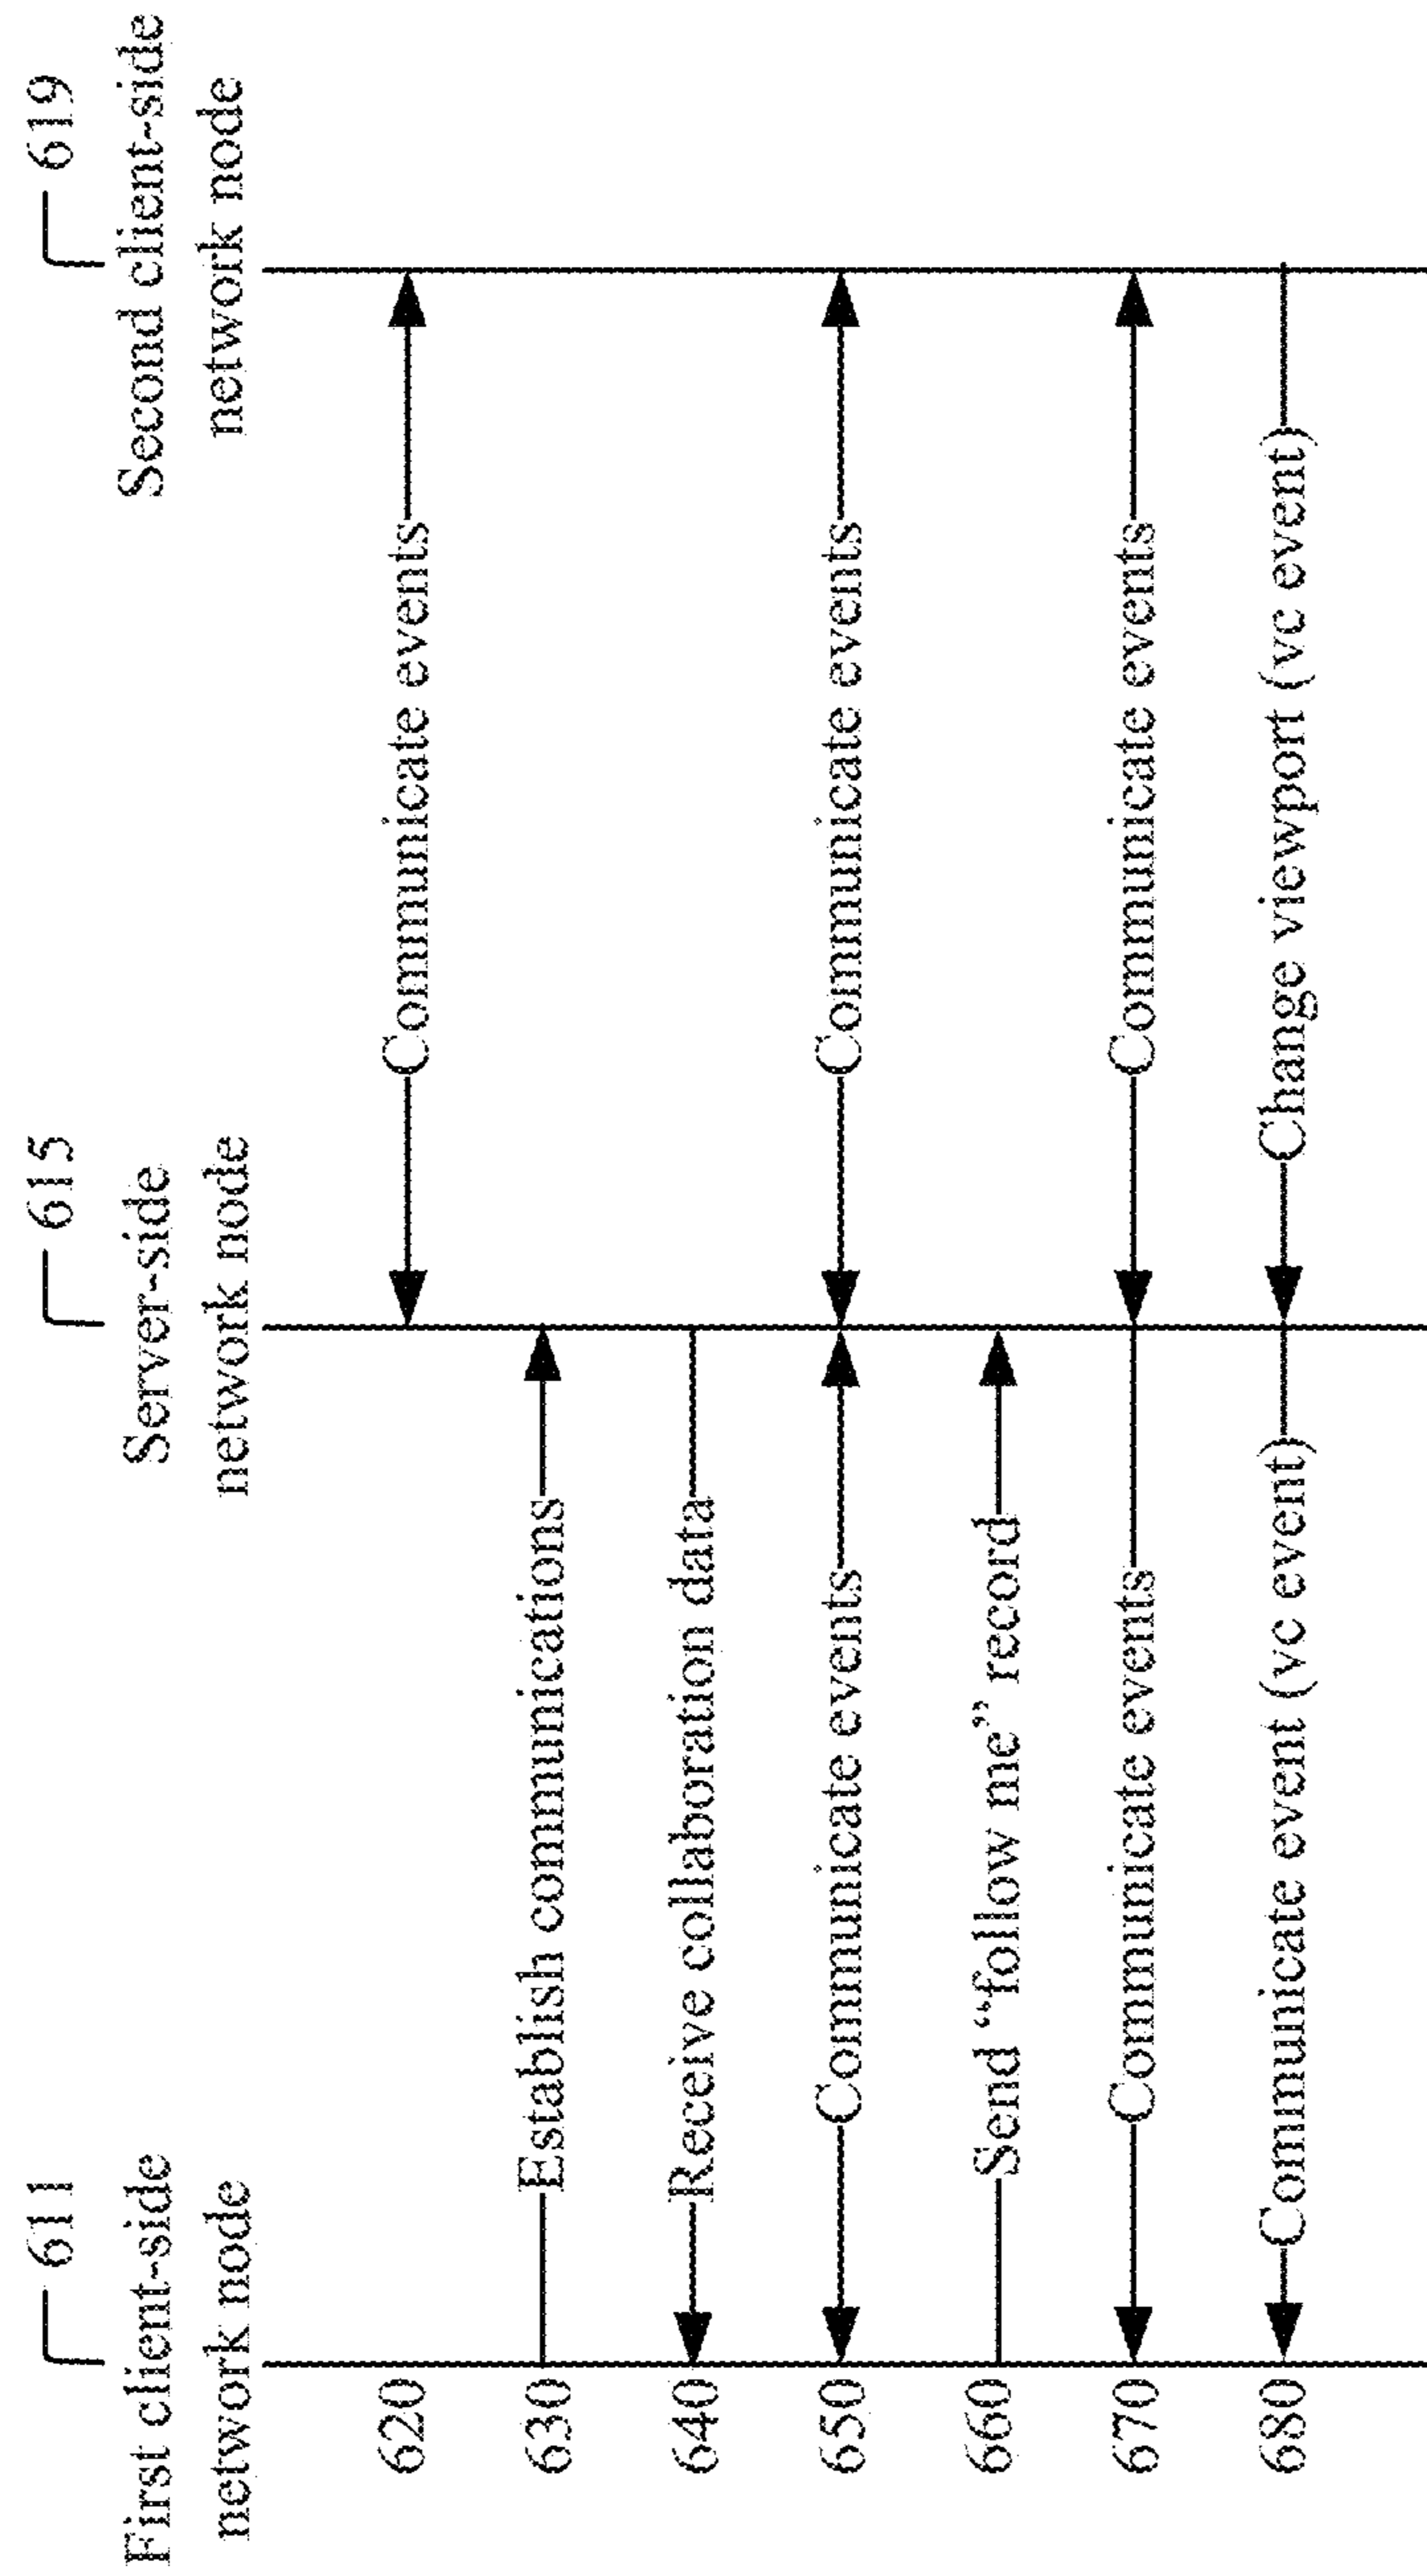 611
First client-side
network node
615
Server-side
network node
619
Second client-side
network node
620
Communicate events
630
Establish communications
640
Receive collaboration data
650
Communicate events
Communicate events
660
Send “follow me” record
670
Communicate events
Communicate events
680
Communicate event (vc event)
Change viewport (vc event)